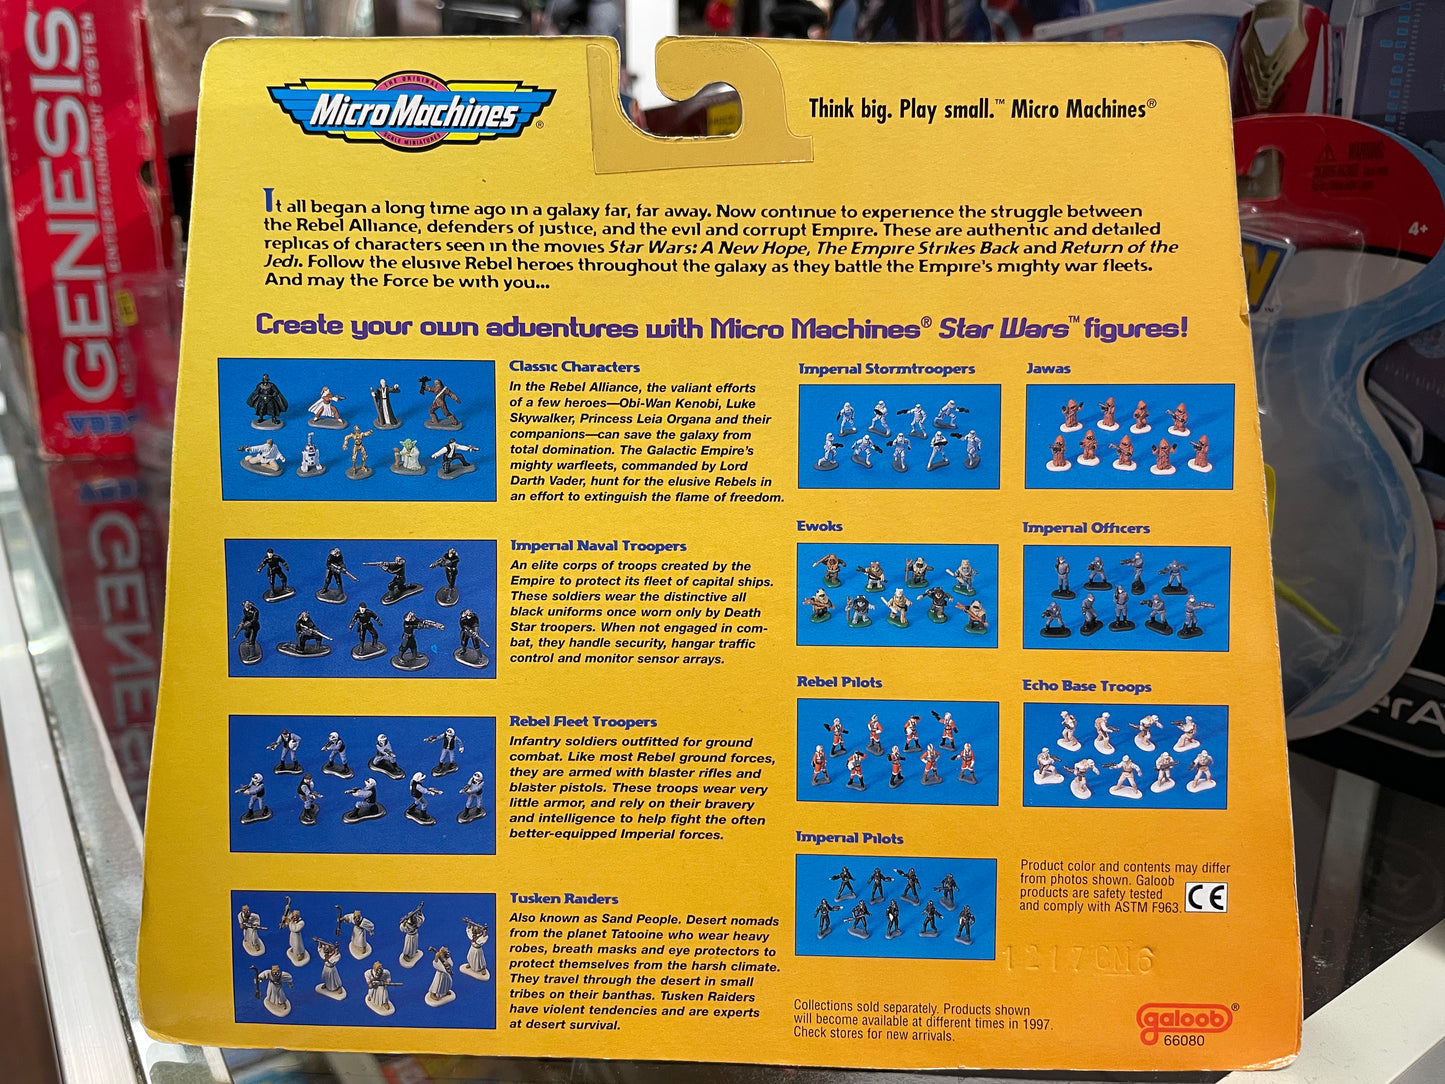 THE ORIGINAL
Micro Machines®
SCALE MINIATURES
Think big. Play small.™ Micro Machines®
It all began a long time ago in a galaxy far, far away. Now continue to experience the struggle between
the Rebel Alliance, defenders of justice, and the evil and corrupt Empire. These are authentic and detailed
replicas of characters seen in the movies Star Wars: A New Hope, The Empire Strikes Back and Return of the
Jedi. Follow the elusive Rebel heroes throughout the galaxy as they battle the Empire's mighty war fleets.
And may the Force be with you...
Create your own adventures with Micro Machines® Star Wars™ figures!
Classic Characters
In the Rebel Alliance, the valiant efforts
of a few heroes—Obi-Wan Kenobi, Luke
Skywalker, Princess Leia Organa and their
companions—can save the galaxy from
total domination. The Galactic Empire's
mighty warfleets, commanded by Lord
Darth Vader, hunt for the elusive Rebels in
an effort to extinguish the flame of freedom.
Imperial Naval Troopers
An elite corps of troops created by the
Empire to protect its fleet of capital ships.
These soldiers wear the distinctive all
black uniforms once worn only by Death
Star troopers. When not engaged in com-
bat, they handle security, hangar traffic
control and monitor sensor arrays.
Rebel Fleet Troopers
Infantry soldiers outfitted for ground
combat. Like most Rebel ground forces,
they are armed with blaster rifles and
blaster pistols. These troops wear very
little armor, and rely on their bravery
and intelligence to help fight the often
better-equipped Imperial forces.
Tusken Raiders
Also known as Sand People. Desert nomads
from the planet Tatooine who wear heavy
robes, breath masks and eye protectors to
protect themselves from the harsh climate.
They travel through the desert in small
tribes on their banthas. Tusken Raiders
have violent tendencies and are experts
at desert survival.
Imperial Stormtroopers
Jawas
Ewoks
Imperial Officers
Rebel Pilots
Echo Base Troops
Imperial Pilots
Product color and contents may differ
from photos shown. Galoob
products are safety tested
and comply with ASTM F963.
CE
1217CM6
Collections sold separately. Products shown
will become available at different times in 1997.
Check stores for new arrivals.
galoob®
66080
GENESIS
ENTERTAINMENT SYSTEM
SEGA
WARNING:
4+